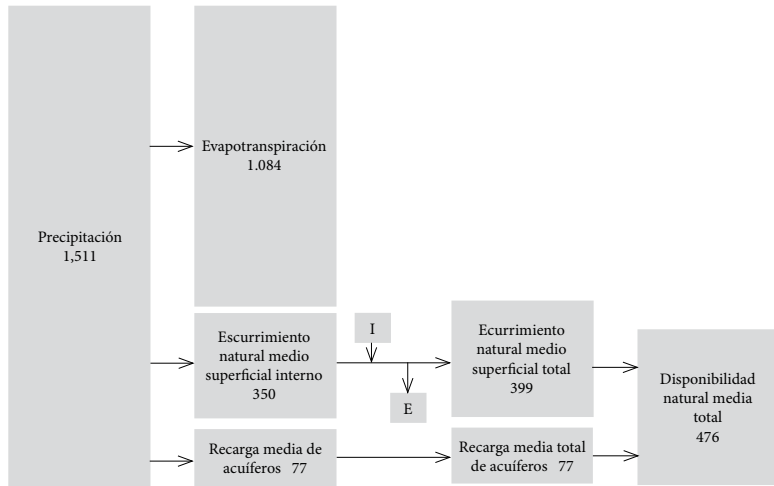 Precipitación
1,511
Evapotranspiración
1.084
Escurrimiento
natural medio
superficial interno
350
I
E
Ecurrimiento
natural medio
superficial total
399
Recarga media de
acuíferos 77
Recarga media total
de acuíferos 77
Disponibilidad
natural media
total
476